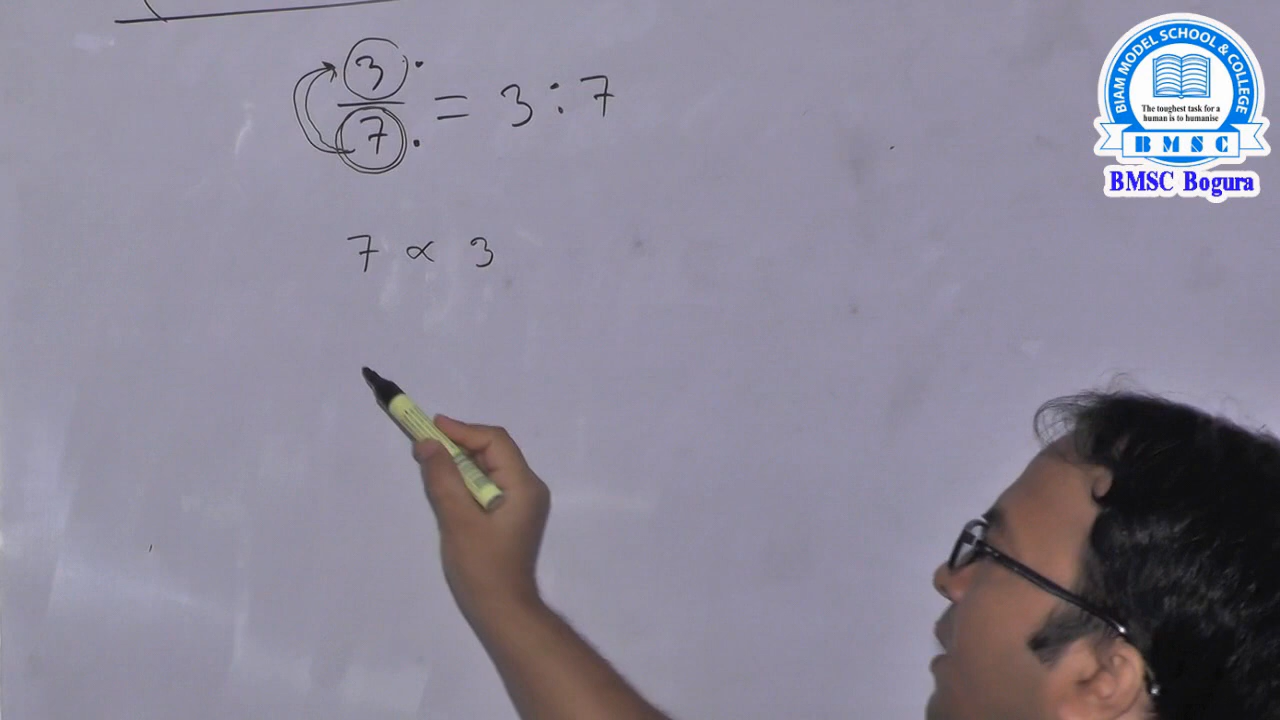 3/7 = 3:7
7 ∝ 3
BIAM MODEL SCHOOL & COLLEGE
The toughest task for a
human is to humanise
B M S C
BMSC Bogura